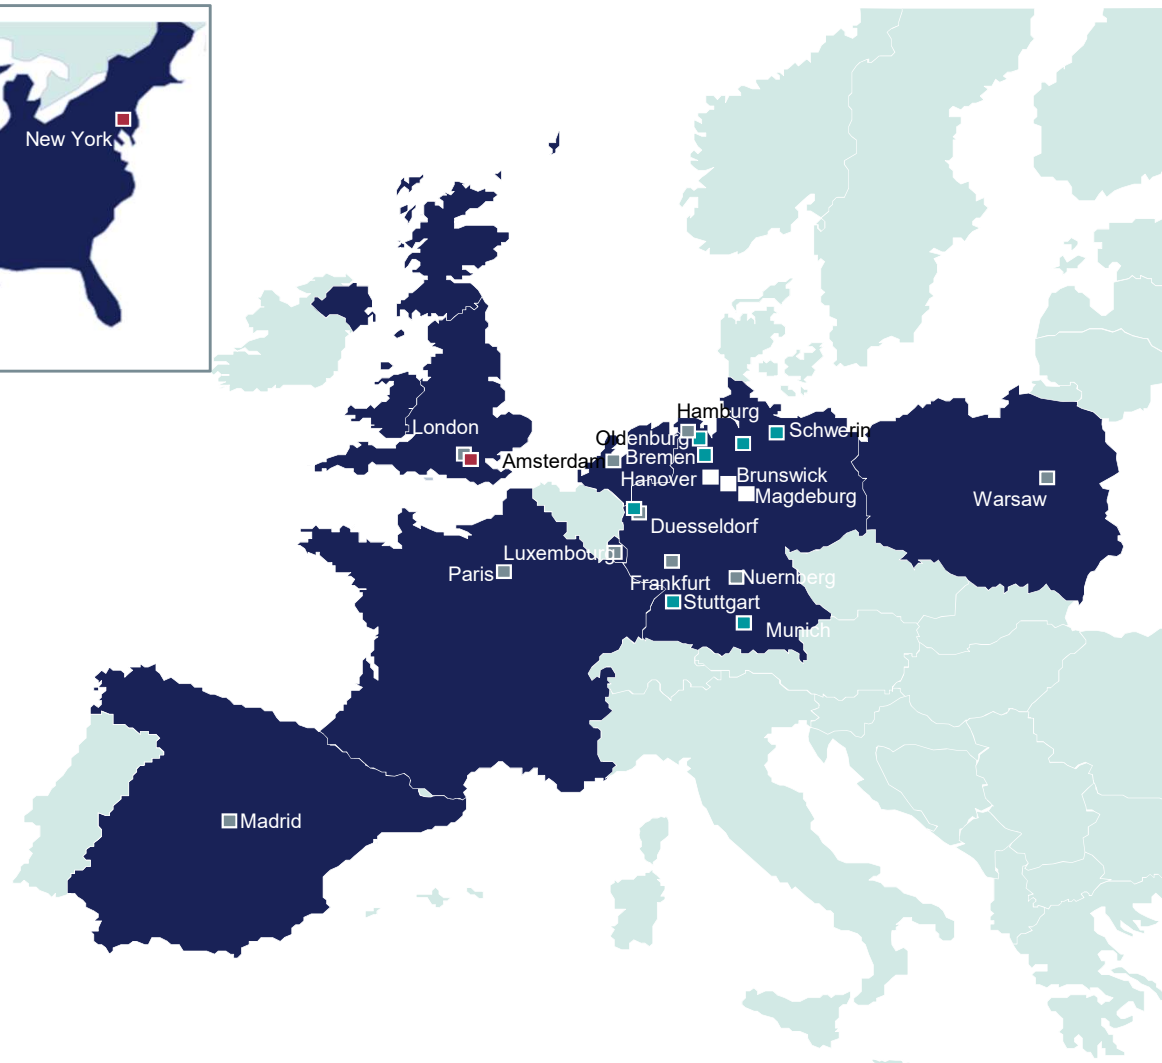 New York
Hamburg
London
Schwerin
Oldenburg
Bremen
Amsterdam
Hanover
Brunswick
Magdeburg
Warsaw
Duesseldorf
Luxembourg
Paris
Frankfurt
Nuernberg
Stuttgart
Munich
Madrid